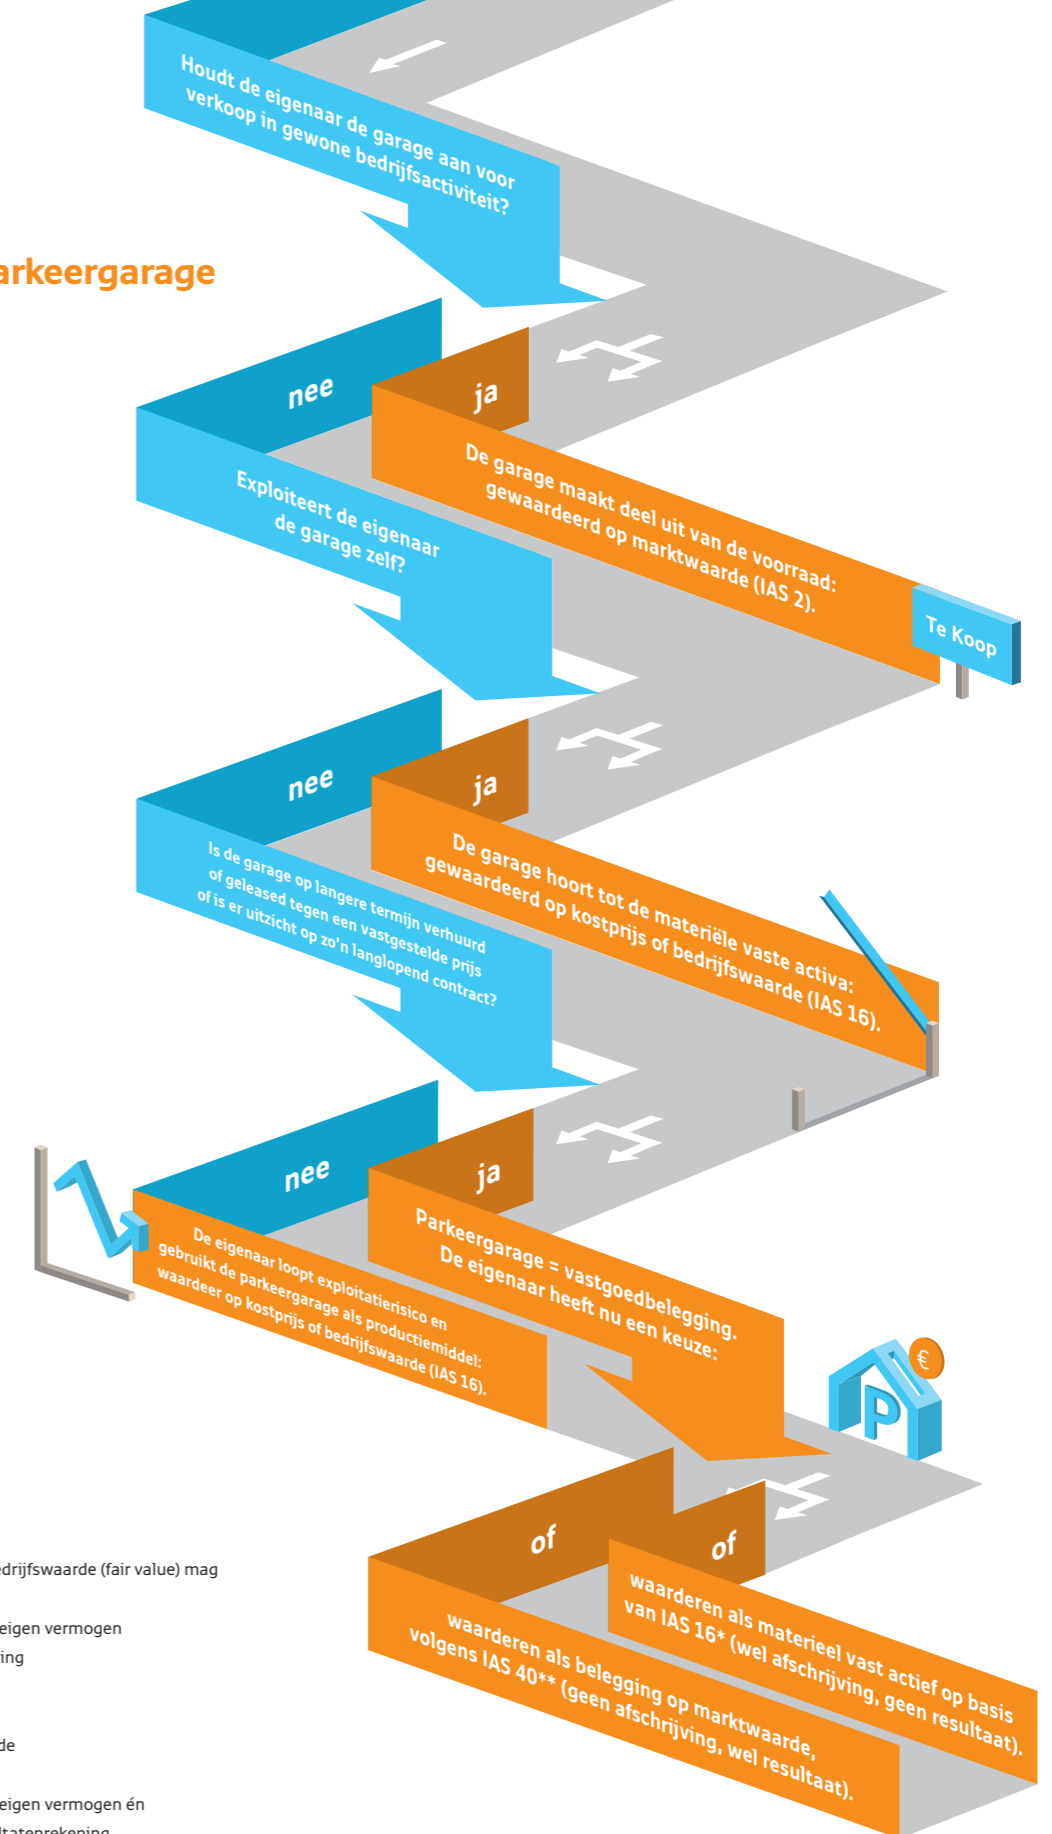 Houdt de eigenaar de garage aan voor
verkoop in gewone bedrijfsactiviteit?
arkeergarage
nee
ja
De garage maakt deel uit van de voorraad:
gewaardeerd op marktwaarde (IAS 2).
Te Koop
Exploiteert de eigenaar
de garage zelf?
nee
ja
De garage hoort tot de materiële vaste activa:
gewaardeerd op kostprijs of bedrijfswaarde (IAS 16).
Is de garage op langere termijn verhuurd
of geleased tegen een vastgestelde prijs
of is er uitzicht op zo'n langlopend contract?
nee
ja
Parkeergarage = vastgoedbelegging.
De eigenaar heeft nu een keuze:
De eigenaar loopt exploitatierisico en
gebruikt de parkeergarage als productiemiddel:
waardeer op kostprijs of bedrijfswaarde (IAS 16).
€
P
of
of
waarderen als materieel vast actief op basis
van IAS 16* (wel afschrijving, geen resultaat).
waarderen als belegging op marktwaarde,
volgens IAS 40** (geen afschrijving, wel resultaat).
edrijfswaarde (fair value) mag
eigen vermogen
ing
de
eigen vermogen én
ltatenrekening